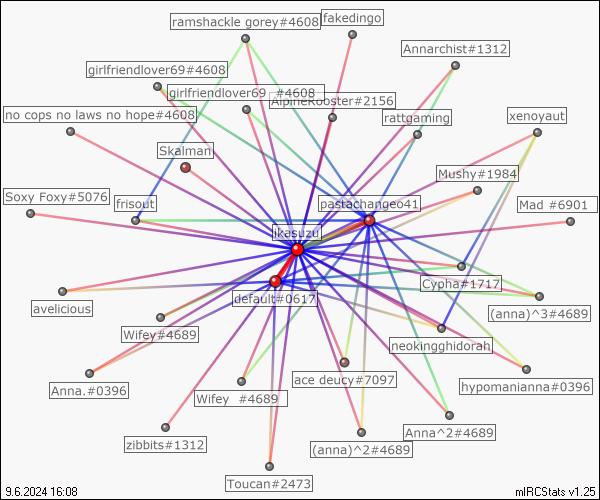 ramshackle gorey#4608
fakedingo
Annarchist#1312
girlfriendlover69#4608
girlfriendlover69 #4608
AlpineRooster#2156
no cops no laws no hope#4608
rattgaming
xenoyaut
Skalman
Mushy#1984
Soxy Foxy#5076
frisout
pastachangeo41
Mad #6901
ikasuzu
Cypha#1717
default#0617
avelicious
(anna)^3#4689
Wifey#4689
neokingghidorah
ace deucy#7097
hypomanianna#0396
Anna.#0396
Wifey #4689
Anna^2#4689
zibbits#1312
(anna)^2#4689
Toucan#2473
9.6.2024 16:08
mIRCStats v1.25